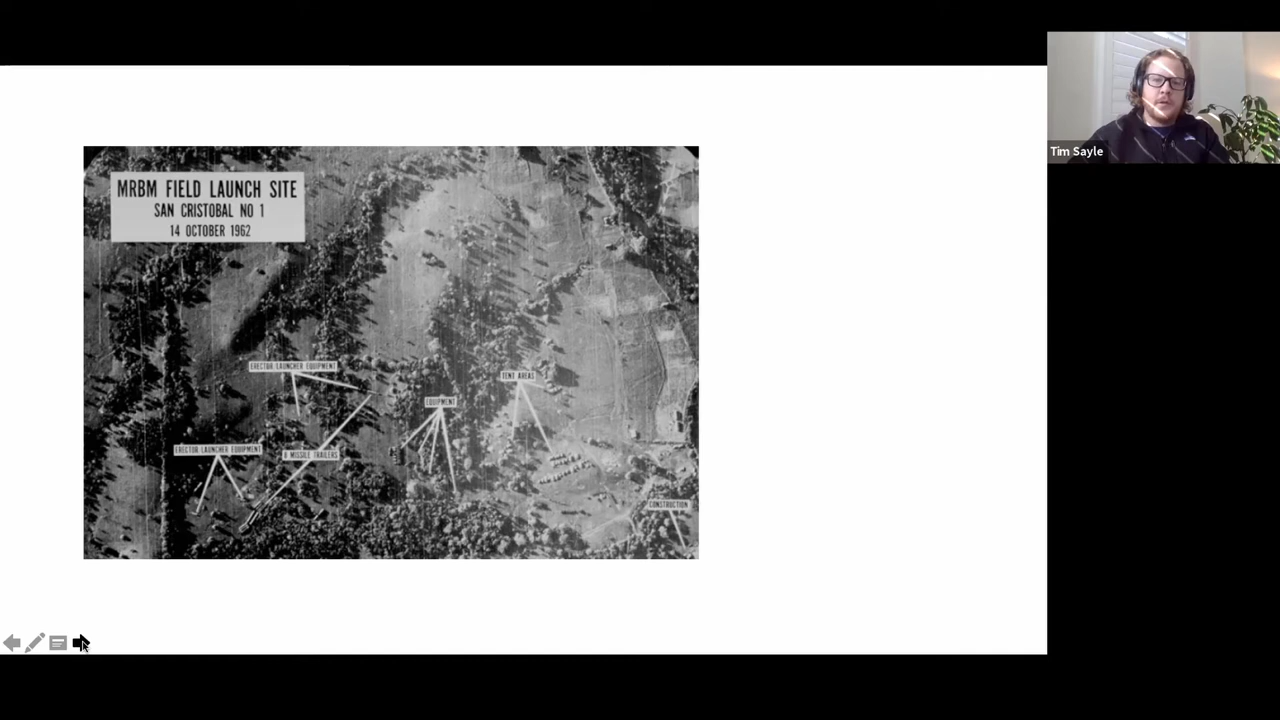 Tim Sayle
MRBM FIELD LAUNCH SITE
SAN CRISTOBAL NO 1
14 OCTOBER 1962
ERECTOR LAUNCHER EQUIPMENT
TENT AREAS
EQUIPMENT
ERECTOR LAUNCHER EQUIPMENT
8 MISSILE TRAILERS
CONSTRUCTION